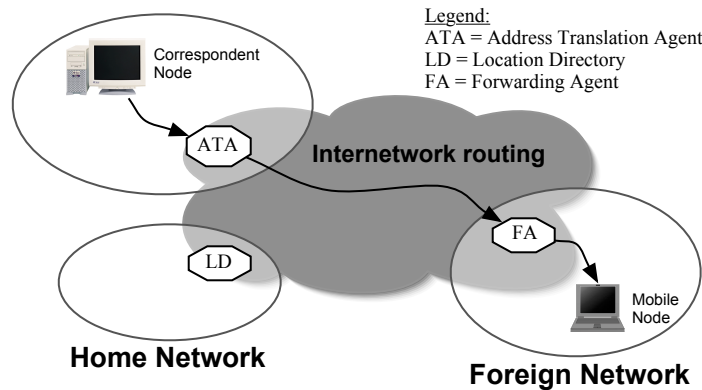 Legend:
ATA = Address Translation Agent
LD = Location Directory
FA = Forwarding Agent
Correspondent
Node
ATA
Internetwork routing
FA
LD
Mobile
Node
Home Network
Foreign Network